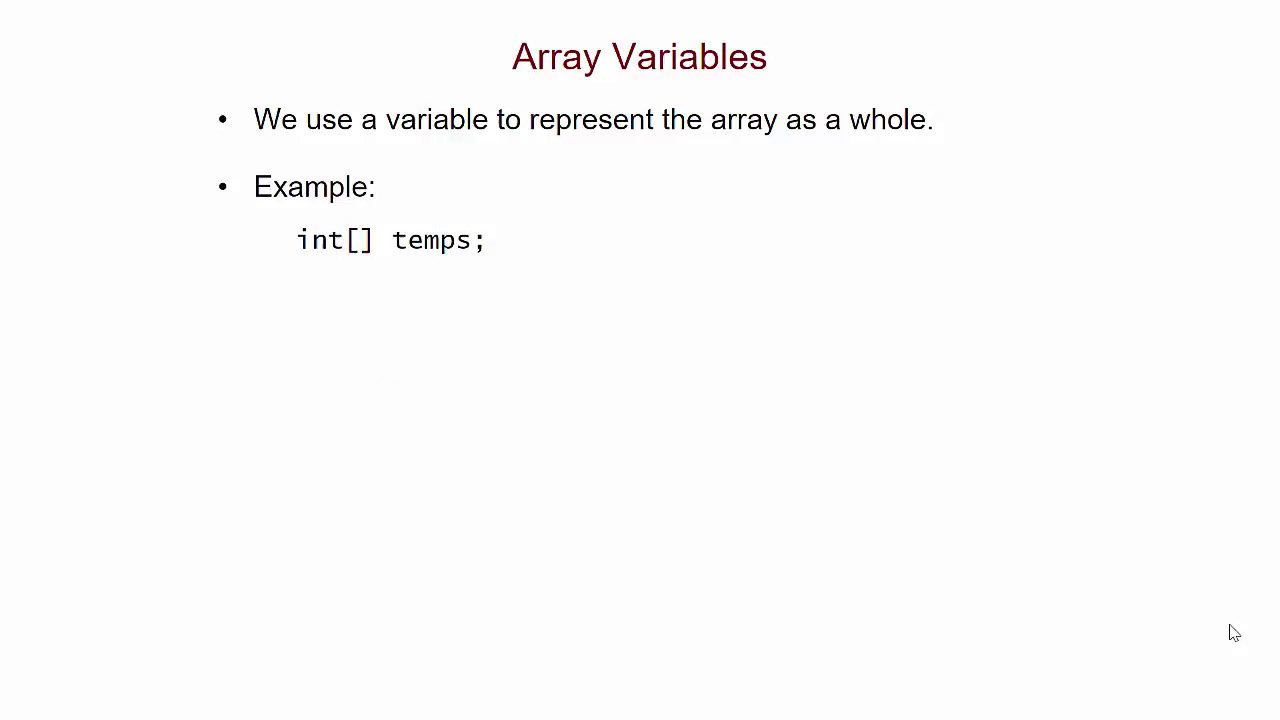 Array Variables
• We use a variable to represent the array as a whole.
• Example:
int[] temps;